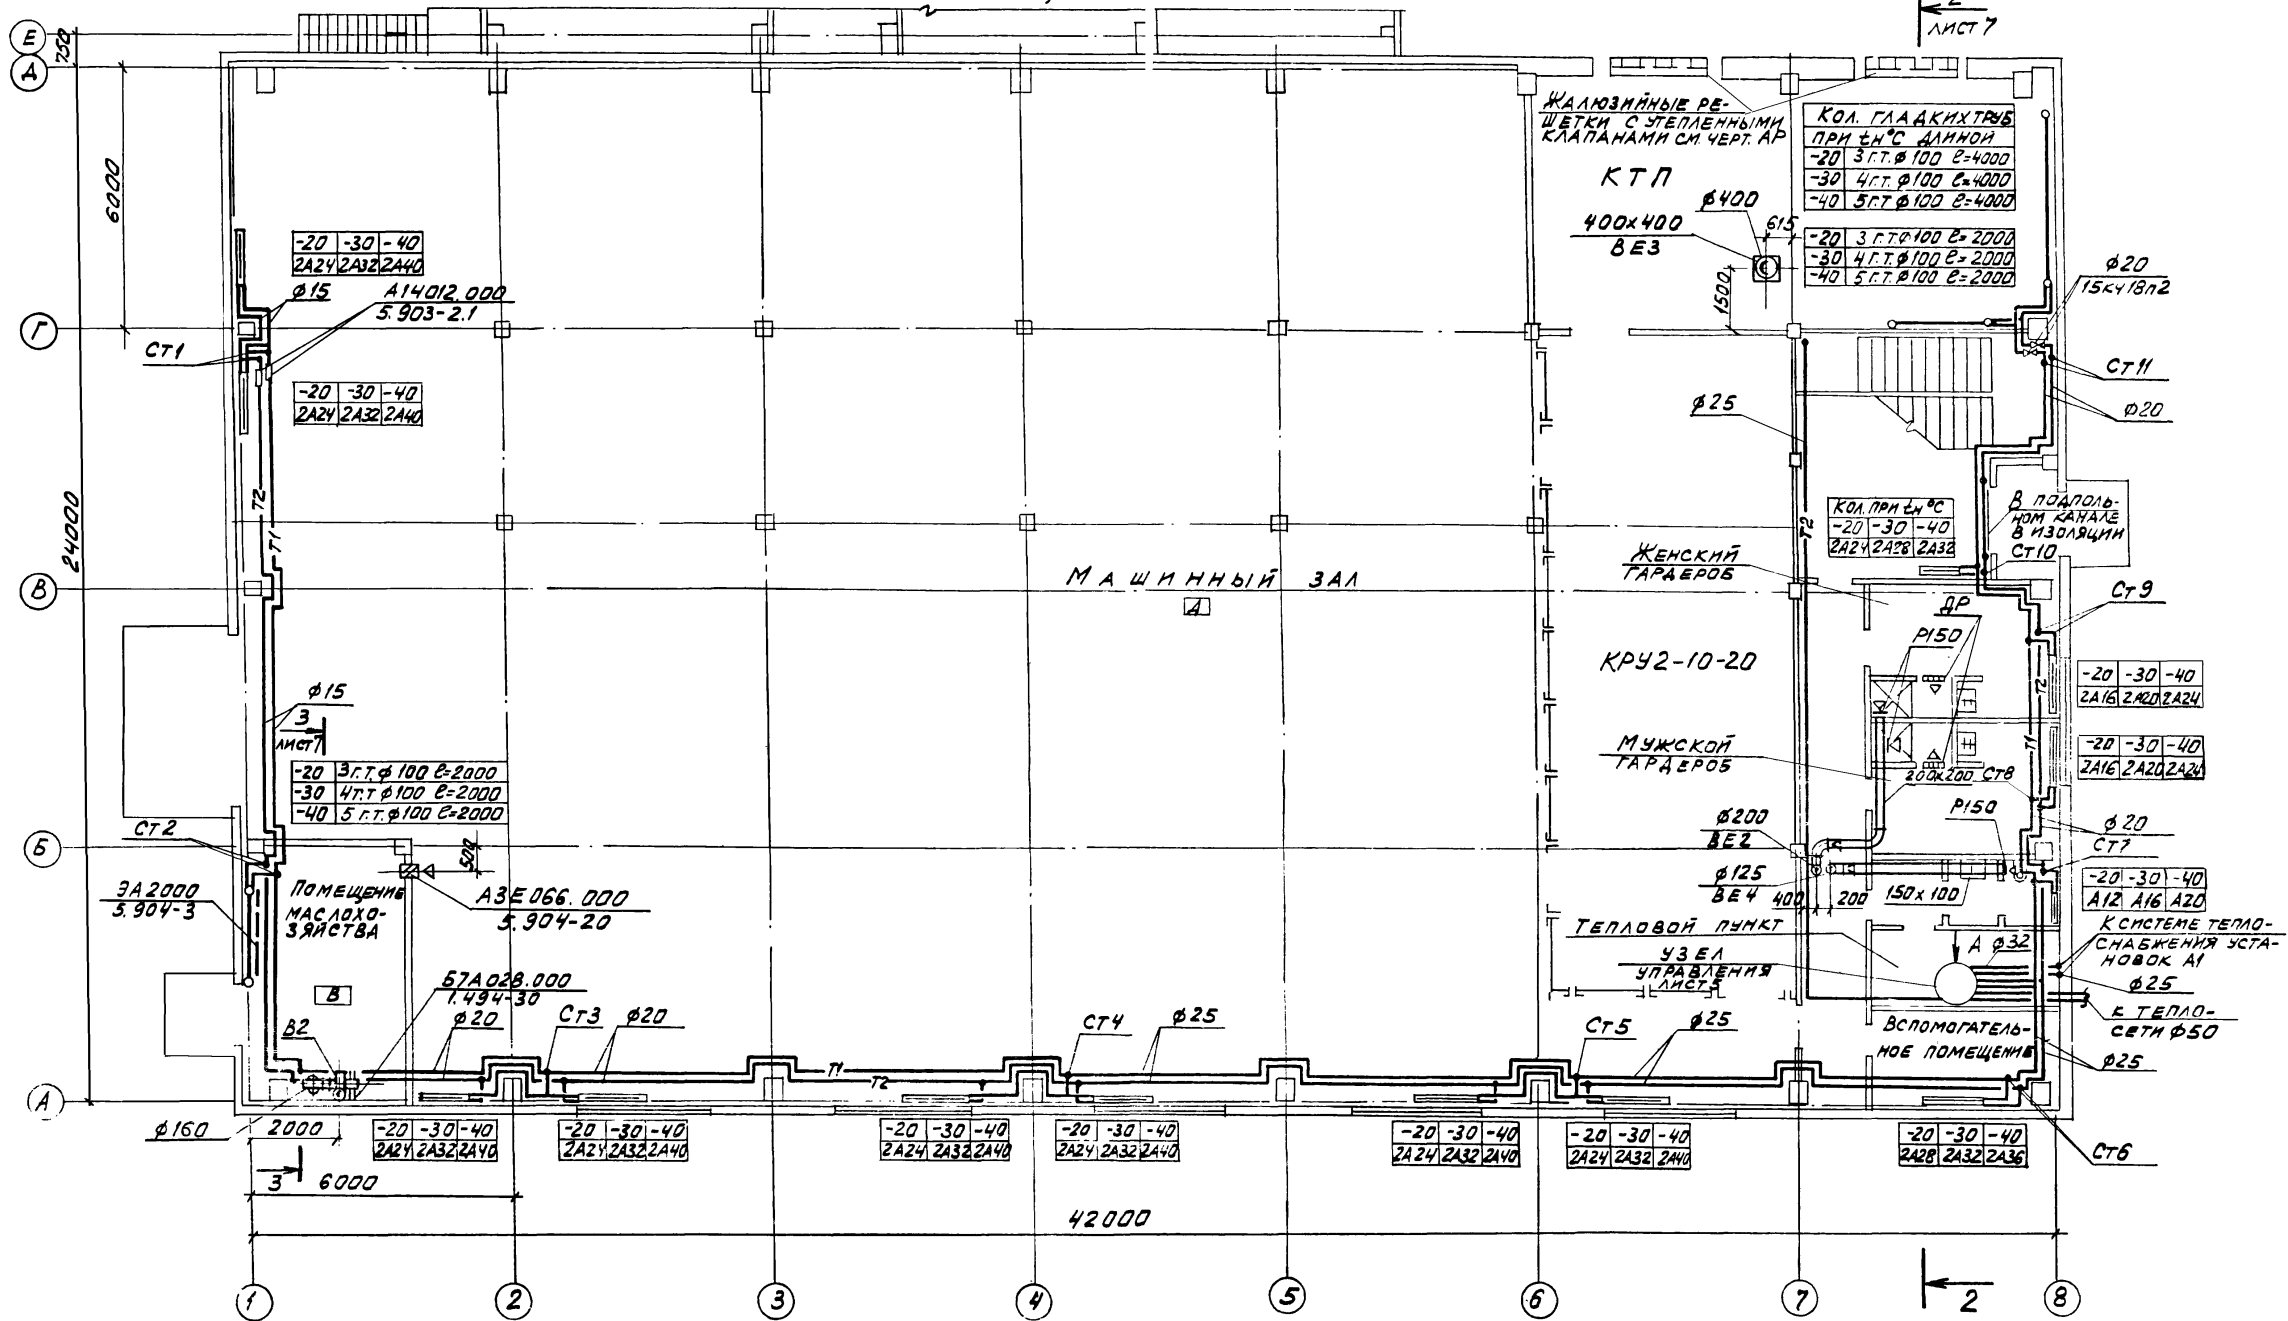 2
ЛИСТ 7
Е
750
Д
6000
24000
ЖАЛЮЗИЙНЫЕ РЕ-
ШЕТКИ С УТЕПЛЕННЫМИ
КЛАПАНАМИ СМ. ЧЕРТ. АР
КОЛ. ГЛАДКИХ ТРУБ
ПРИ tн°С ДЛИНОЙ
-20 3 Г.Т. ф100 ℓ=4000
-30 4 Г.Т. ф100 ℓ=4000
-40 5 Г.Т ф100 ℓ=4000
КТП
ф400
615
400х400
ВЕ3
1500
-20 3 Г.Т.ф100 ℓ=2000
-30 4 Г.Т. ф100 ℓ=2000
-40 5 Г.Т. ф100 ℓ=2000
ф20
15кч18п2
-20 -30 -40
2А24 2А32 2А40
ф15
А14012.000
5.903-2.1
Г
Ст1
-20 -30 -40
2А24 2А32 2А40
Ст11
ф20
ф25
Т2
Т1
Т2
КОЛ. ПРИ tн°С
-20 -30 -40
2А24 2А28 2А32
В ПОДПОЛЬ-
НОМ КАНАЛЕ
В ИЗОЛЯЦИИ
Ст10
ЖЕНСКИЙ
ГАРДЕРОБ
МАШИННЫЙ ЗАЛ
Д
В
Ст9
ДР
Р150
КРУ2-10-20
-20 -30 -40
2А16 2А20 2А24
Т2
ф15
3
ЛИСТ 7
МУЖСКОЙ
ГАРДЕРОБ
200х200
Ст8
Т1
-20 -30 -40
2А16 2А20 2А24
-20 3 Г.Т. ф100 ℓ=2000
-30 4 Г.Т ф100 ℓ=2000
-40 5 Г.Т. ф100 ℓ=2000
Ст2
Б
500
ф200
ВЕ2
ф125
ВЕ4
400
200
150х100
Р150
ф20
Ст7
-20 -30 -40
А12 А16 А20
ЭА2000
5.904-3
ПОМЕЩЕНИЕ
МАСЛОХО-
ЗЯЙСТВА
А3Е066.000
5.904-20
ТЕПЛОВОЙ ПУНКТ
УЗЕЛ
УПРАВЛЕНИЯ
ЛИСТ 5
А
ф32
К СИСТЕМЕ ТЕПЛО-
СНАБЖЕНИЯ УСТА-
НОВОК А1
ф25
К ТЕПЛО-
СЕТИ ф50
В
Б7А028.000
1.494-30
В2
ф20
Ст3
ф20
Ст4
ф25
Ст5
ф25
ВСПОМОГАТЕЛЬ-
НОЕ ПОМЕЩЕНИЕ
ф25
Т1
Т2
А
ф160
2000
-20 -30 -40
2А24 2А32 2А40
-20 -30 -40
2А24 2А32 2А40
-20 -30 -40
2А24 2А32 2А40
-20 -30 -40
2А24 2А32 2А40
-20 -30 -40
2А24 2А32 2А40
-20 -30 -40
2А24 2А32 2А40
-20 -30 -40
2А28 2А32 2А36
Ст6
3
6000
42000
2
1
2
3
4
5
6
7
8